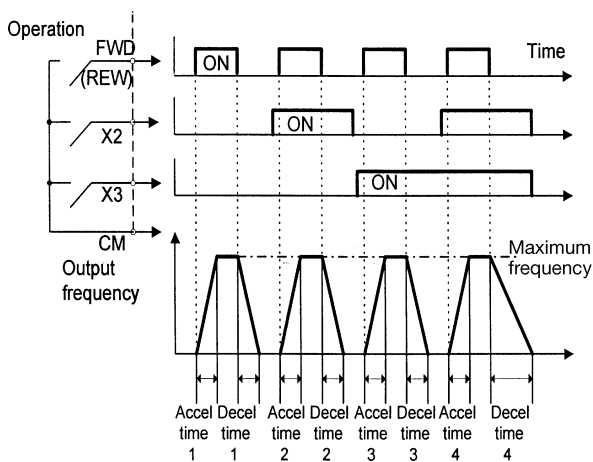 Operation
FWD
(REW)
ON
Time
X2
ON
X3
ON
CM
Output
frequency
Maximum
frequency
Accel Decel Accel Decel Accel Decel Accel Decel
time time time time time time time time
1 1 2 2 3 3 4 4